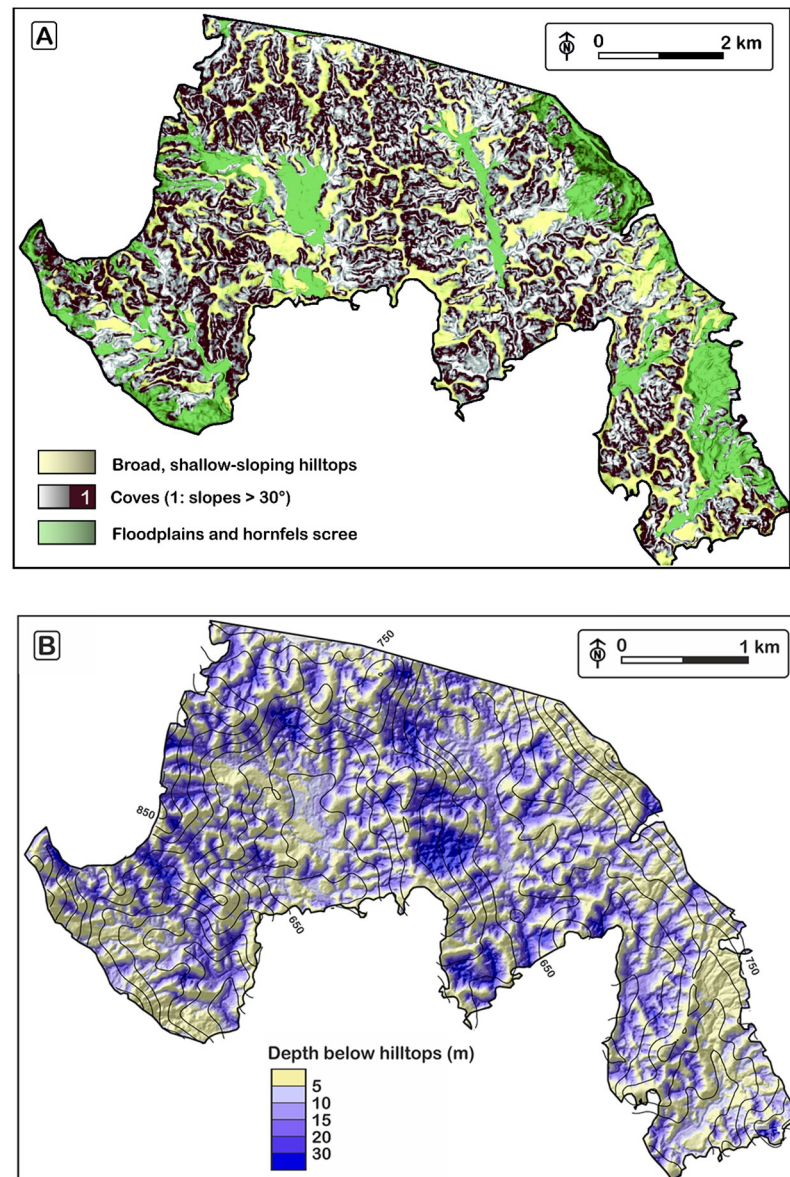 A
N
0 2 km
Broad, shallow-sloping hilltops
1 Coves (1: slopes > 30°)
Floodplains and hornfels scree
B
750
N
0 1 km
850
650
650
750
Depth below hilltops (m)
5
10
15
20
30